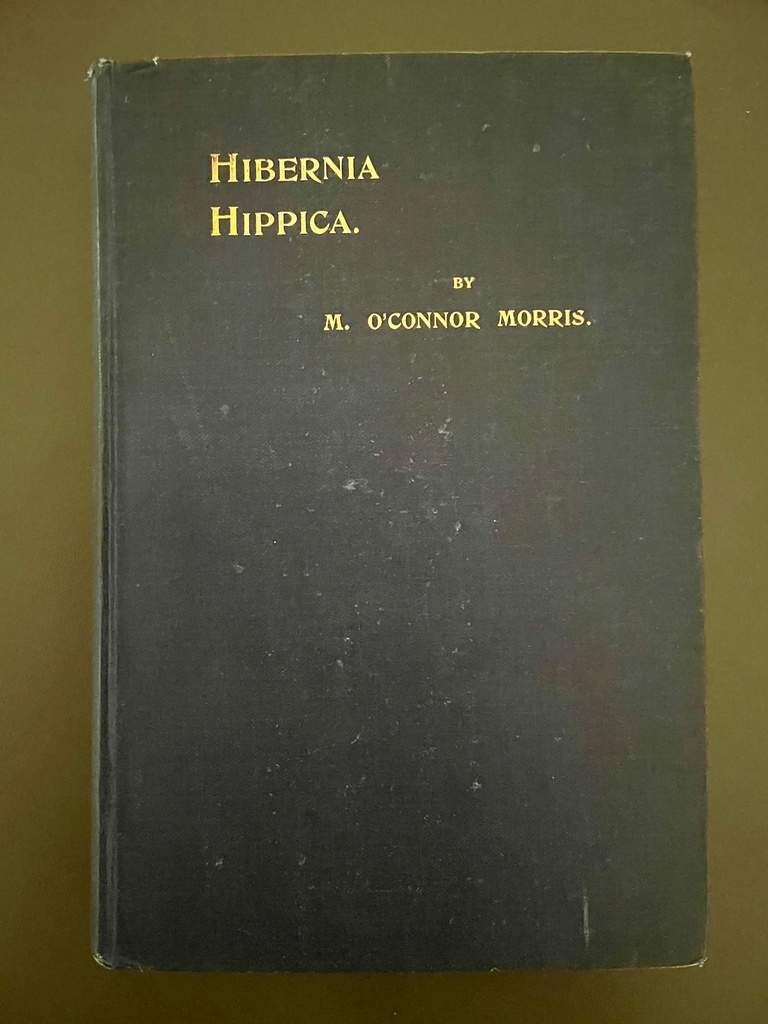 HIBERNIA
HIPPICA.
BY
M. O'CONNOR MORRIS.